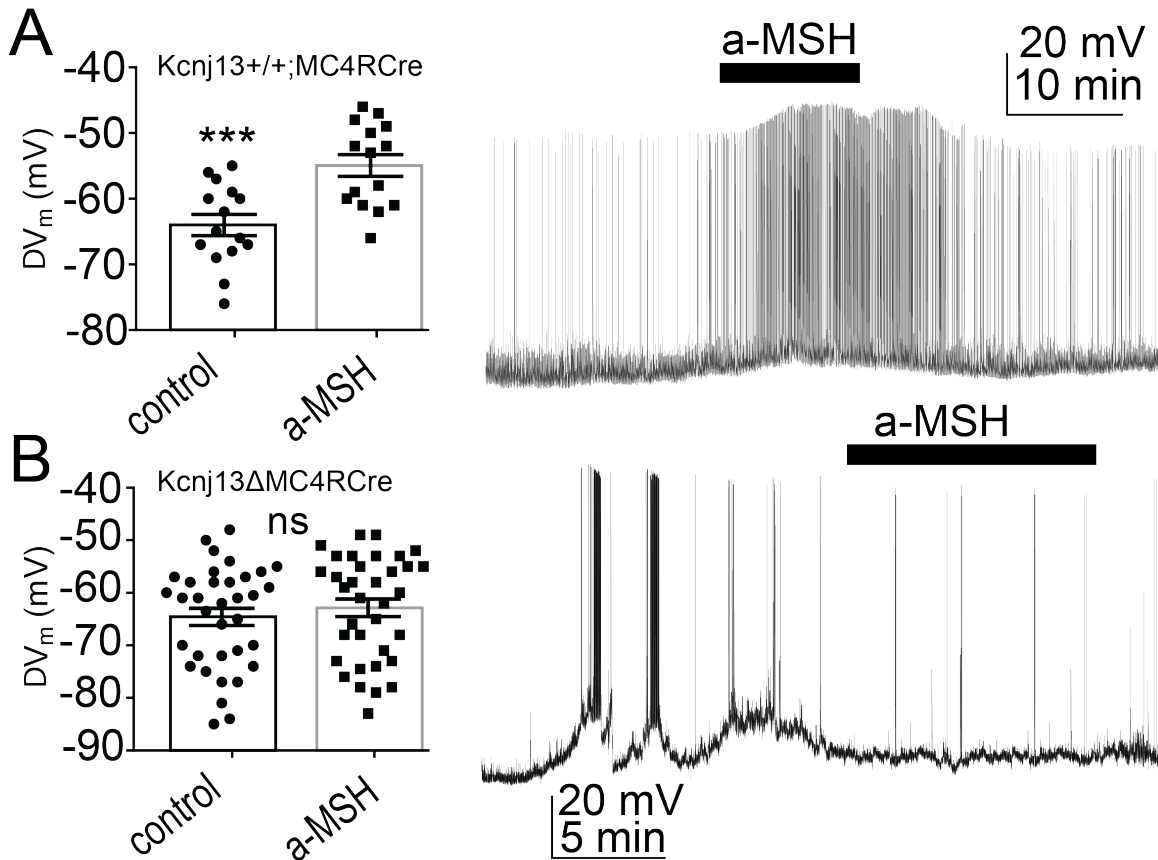 A
Kcnj13+/+;MC4RCre
-40
-50
-60
-70
-80
DVm (mV)
***
control
a-MSH
a-MSH
20 mV
10 min
B
Kcnj13ΔMC4RCre
-40
-50
-60
-70
-80
-90
DVm (mV)
ns
control
a-MSH
a-MSH
20 mV
5 min